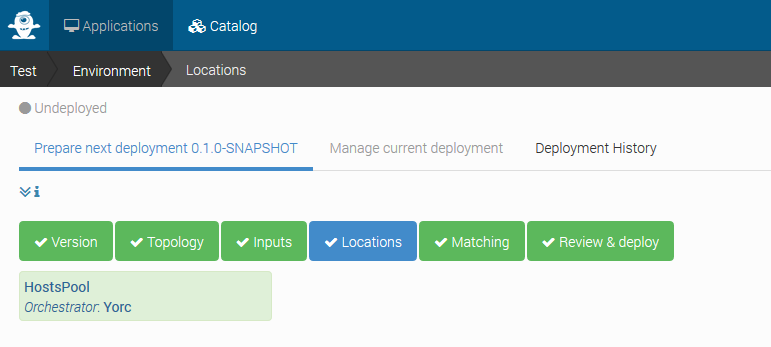 Applications Catalog
Test Environment Locations
Undeployed
Prepare next deployment 0.1.0-SNAPSHOT Manage current deployment Deployment History
Version Topology Inputs Locations Matching Review & deploy
HostsPool
Orchestrator: Yorc